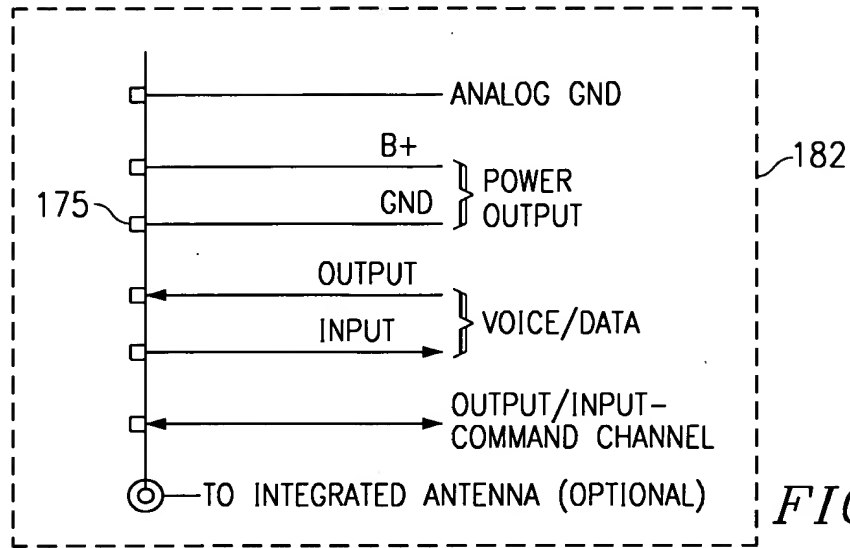 ANALOG GND
B+
182
POWER
175
GND
OUTPUT
OUTPUT
VOICE/DATA
INPUT
OUTPUT/INPUT-
COMMAND CHANNEL
TO INTEGRATED ANTENNA (OPTIONAL)